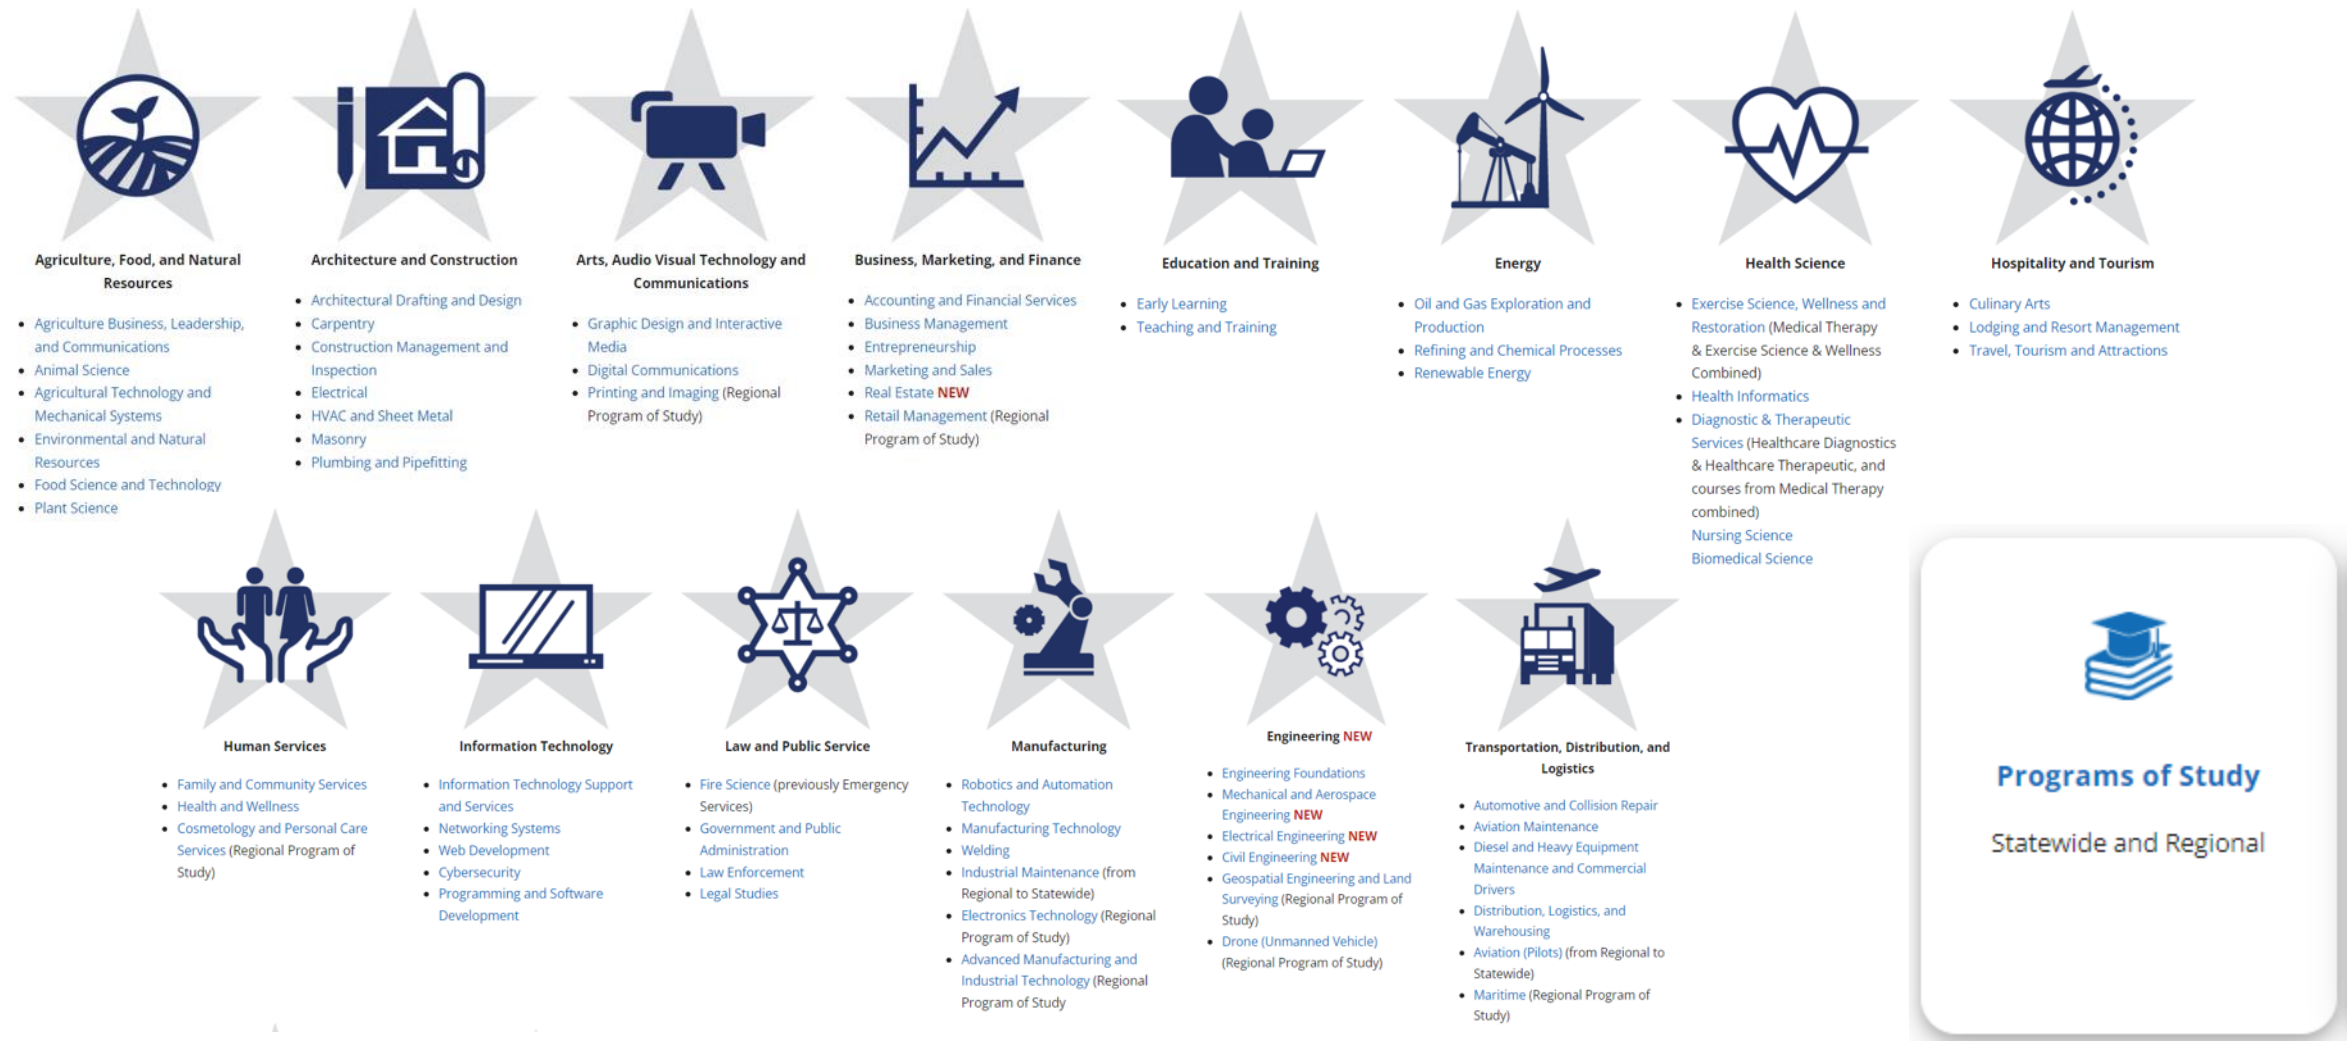 Agriculture, Food, and Natural
Resources
Agriculture Business, Leadership,
and Communications
Animal Science
Agricultural Technology and
Mechanical Systems
Environmental and Natural
Resources
Food Science and Technology
Plant Science
Architecture and Construction
Architectural Drafting and Design
Carpentry
Construction Management and
Inspection
Electrical
HVAC and Sheet Metal
Masonry
Plumbing and Pipefitting
Arts, Audio Visual Technology and
Communications
Graphic Design and Interactive
Media
Digital Communications
Printing and Imaging (Regional
Program of Study)
Business, Marketing, and Finance
Accounting and Financial Services
Business Management
Entrepreneurship
Marketing and Sales
Real Estate NEW
Retail Management (Regional
Program of Study)
Education and Training
Early Learning
Teaching and Training
Energy
Oil and Gas Exploration and
Production
Refining and Chemical Processes
Renewable Energy
Health Science
Exercise Science, Wellness and
Restoration (Medical Therapy
& Exercise Science & Wellness
Combined)
Health Informatics
Diagnostic & Therapeutic
Services (Healthcare Diagnostics
& Healthcare Therapeutic, and
courses from Medical Therapy
combined)
Nursing Science
Biomedical Science
Hospitality and Tourism
Culinary Arts
Lodging and Resort Management
Travel, Tourism and Attractions
Human Services
Family and Community Services
Health and Wellness
Cosmetology and Personal Care
Services (Regional Program of
Study)
Information Technology
Information Technology Support
and Services
Networking Systems
Web Development
Cybersecurity
Programming and Software
Development
Law and Public Service
Fire Science (previously Emergency
Services)
Government and Public
Administration
Law Enforcement
Legal Studies
Manufacturing
Robotics and Automation
Technology
Manufacturing Technology
Welding
Industrial Maintenance (from
Regional to Statewide)
Electronics Technology (Regional
Program of Study)
Advanced Manufacturing and
Industrial Technology (Regional
Program of Study
Engineering NEW
Engineering Foundations
Mechanical and Aerospace
Engineering NEW
Electrical Engineering NEW
Civil Engineering NEW
Geospatial Engineering and Land
Surveying (Regional Program of
Study)
Drone (Unmanned Vehicle)
(Regional Program of Study)
Transportation, Distribution, and
Logistics
Automotive and Collision Repair
Aviation Maintenance
Diesel and Heavy Equipment
Maintenance and Commercial
Drivers
Distribution, Logistics, and
Warehousing
Aviation (Pilots) (from Regional to
Statewide)
Maritime (Regional Program of
Study)
Programs of Study
Statewide and Regional